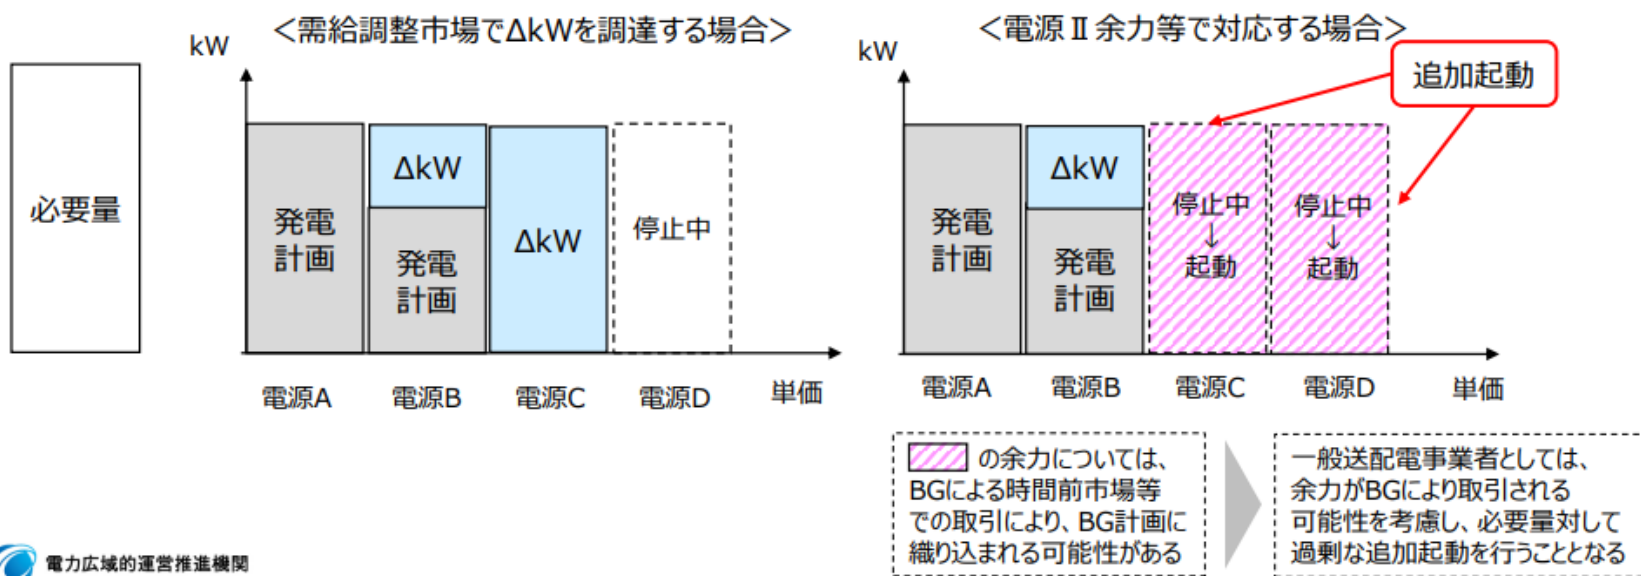 ＜需給調整市場でΔkWを調達する場合＞
kW
必要量
発電
計画
ΔkW
発電
計画
ΔkW
停止中
電源A
電源B
電源C
電源D
単価
＜電源Ⅱ余力等で対応する場合＞
kW
追加起動
発電
計画
ΔkW
発電
計画
停止中
↓
起動
停止中
↓
起動
電源A
電源B
電源C
電源D
単価
の余力については、
BGによる時間前市場等
での取引により、BG計画に
織り込まれる可能性がある
一般送配電事業者としては、
余力がBGにより取引される
可能性を考慮し、必要量対して
過剰な追加起動を行うこととなる
電力広域的運営推進機関